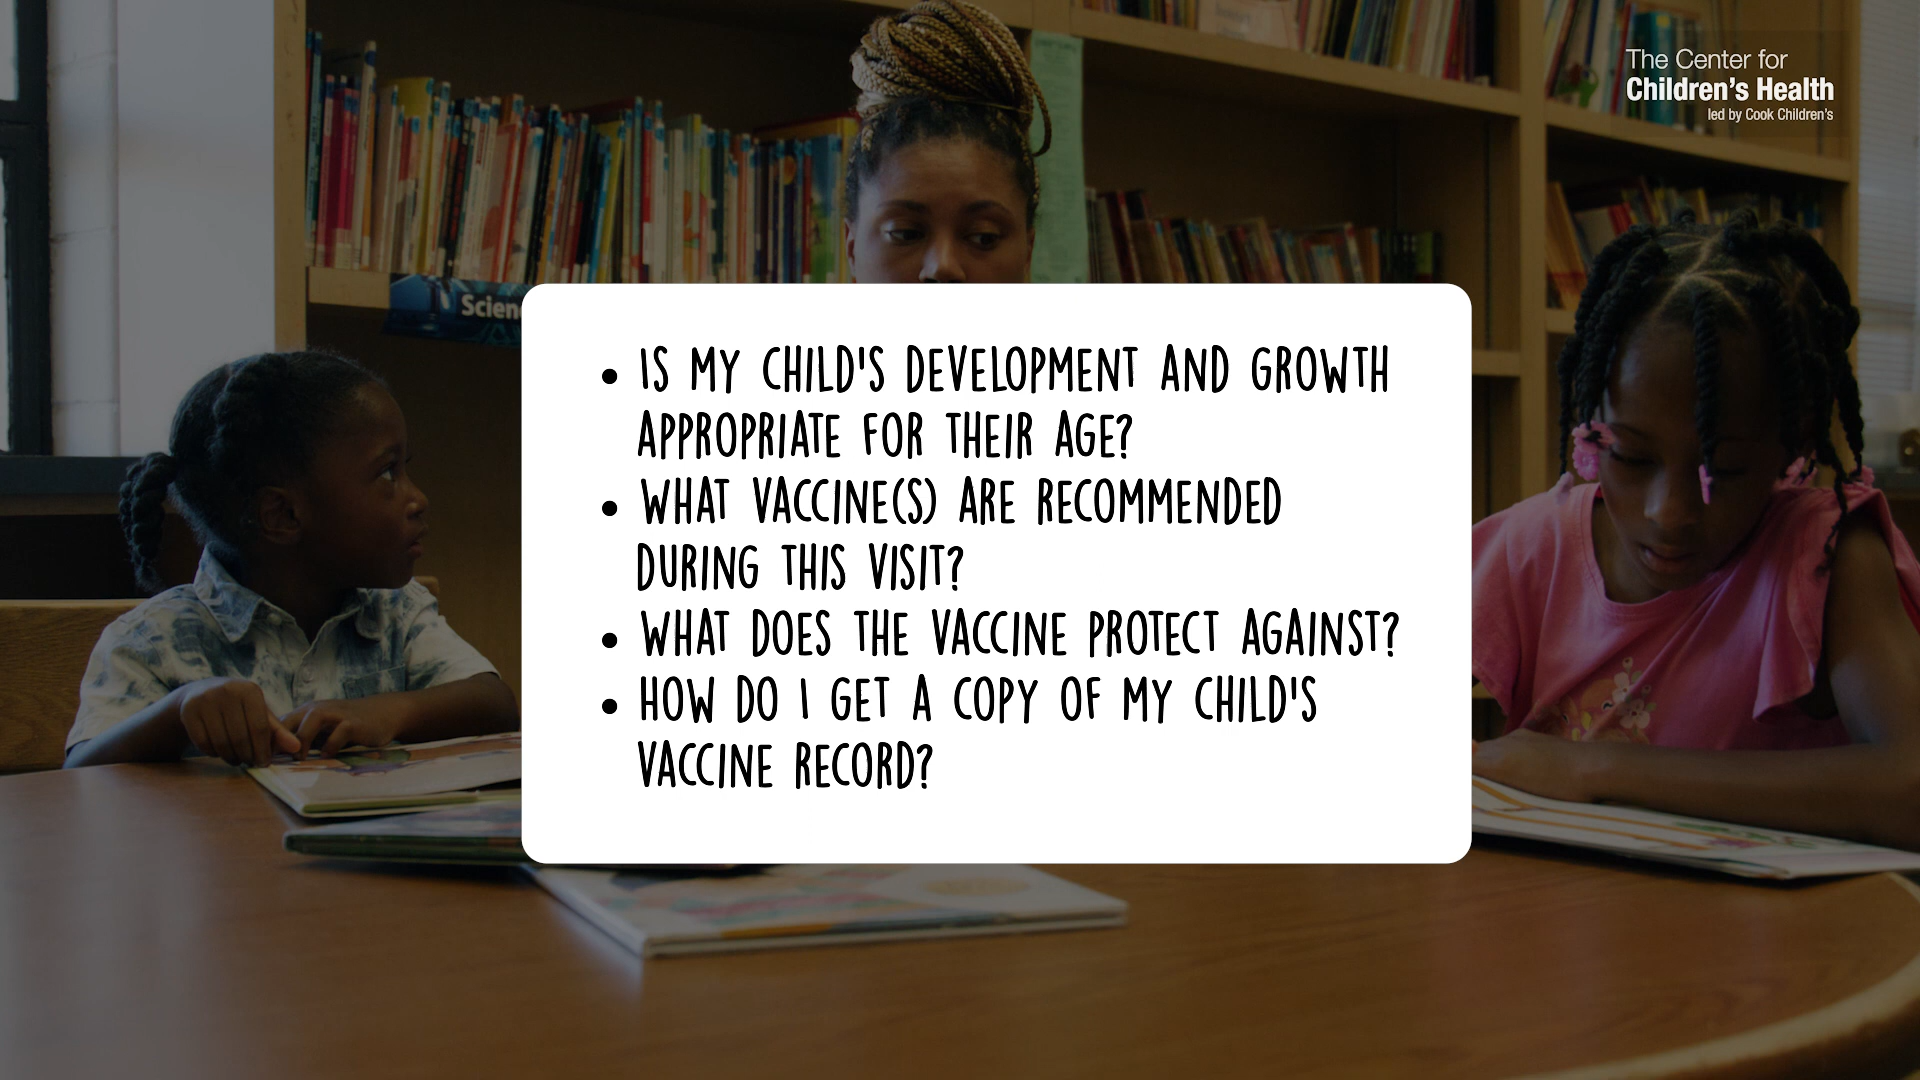 The Center for
Children's Health
led by Cook Children's
Scien
• IS MY CHILD'S DEVELOPMENT AND GROWTH
APPROPRIATE FOR THEIR AGE?
• WHAT VACCINE(S) ARE RECOMMENDED
DURING THIS VISIT?
• WHAT DOES THE VACCINE PROTECT AGAINST?
• HOW DO I GET A COPY OF MY CHILD'S
VACCINE RECORD?